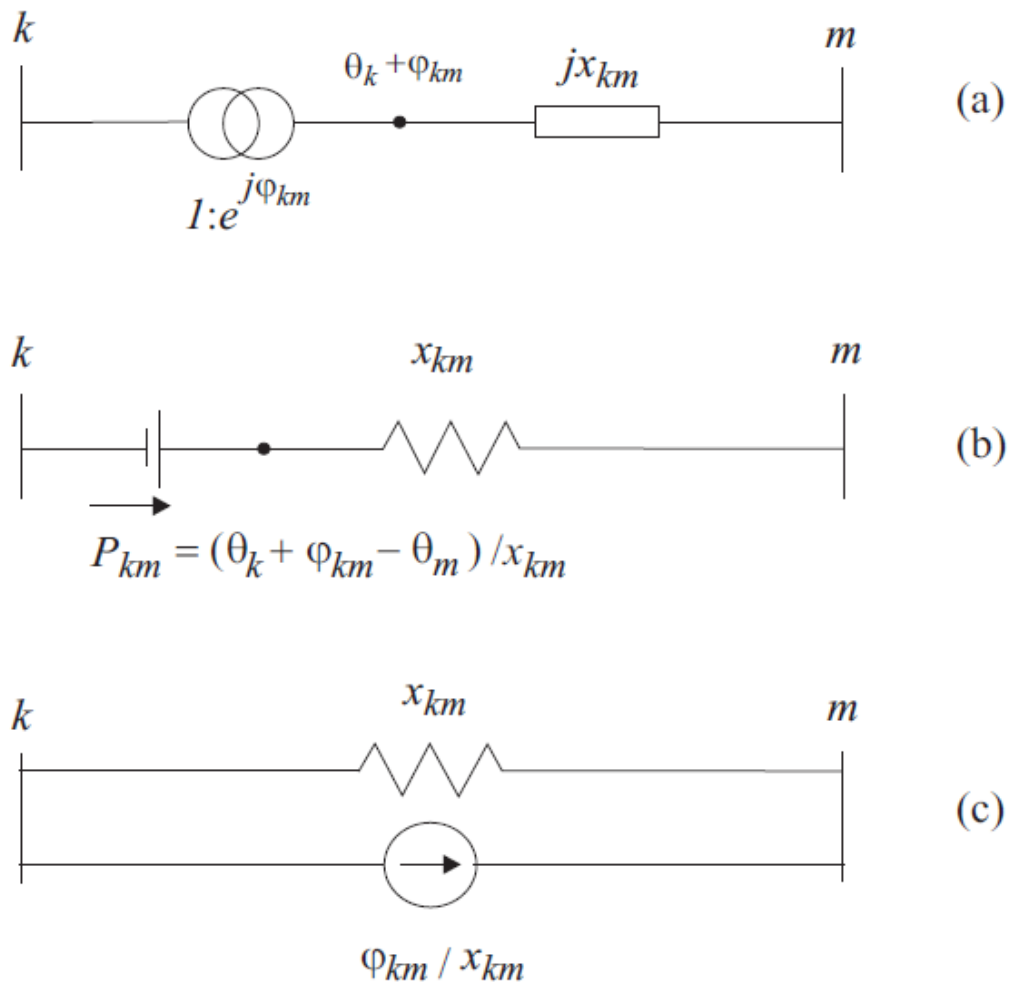 k m
θk +φkm jxkm (a)
1:e^jφkm
k xkm m
(b)
Pkm = (θk + φkm – θm ) /xkm
k xkm m
(c)
φkm / xkm